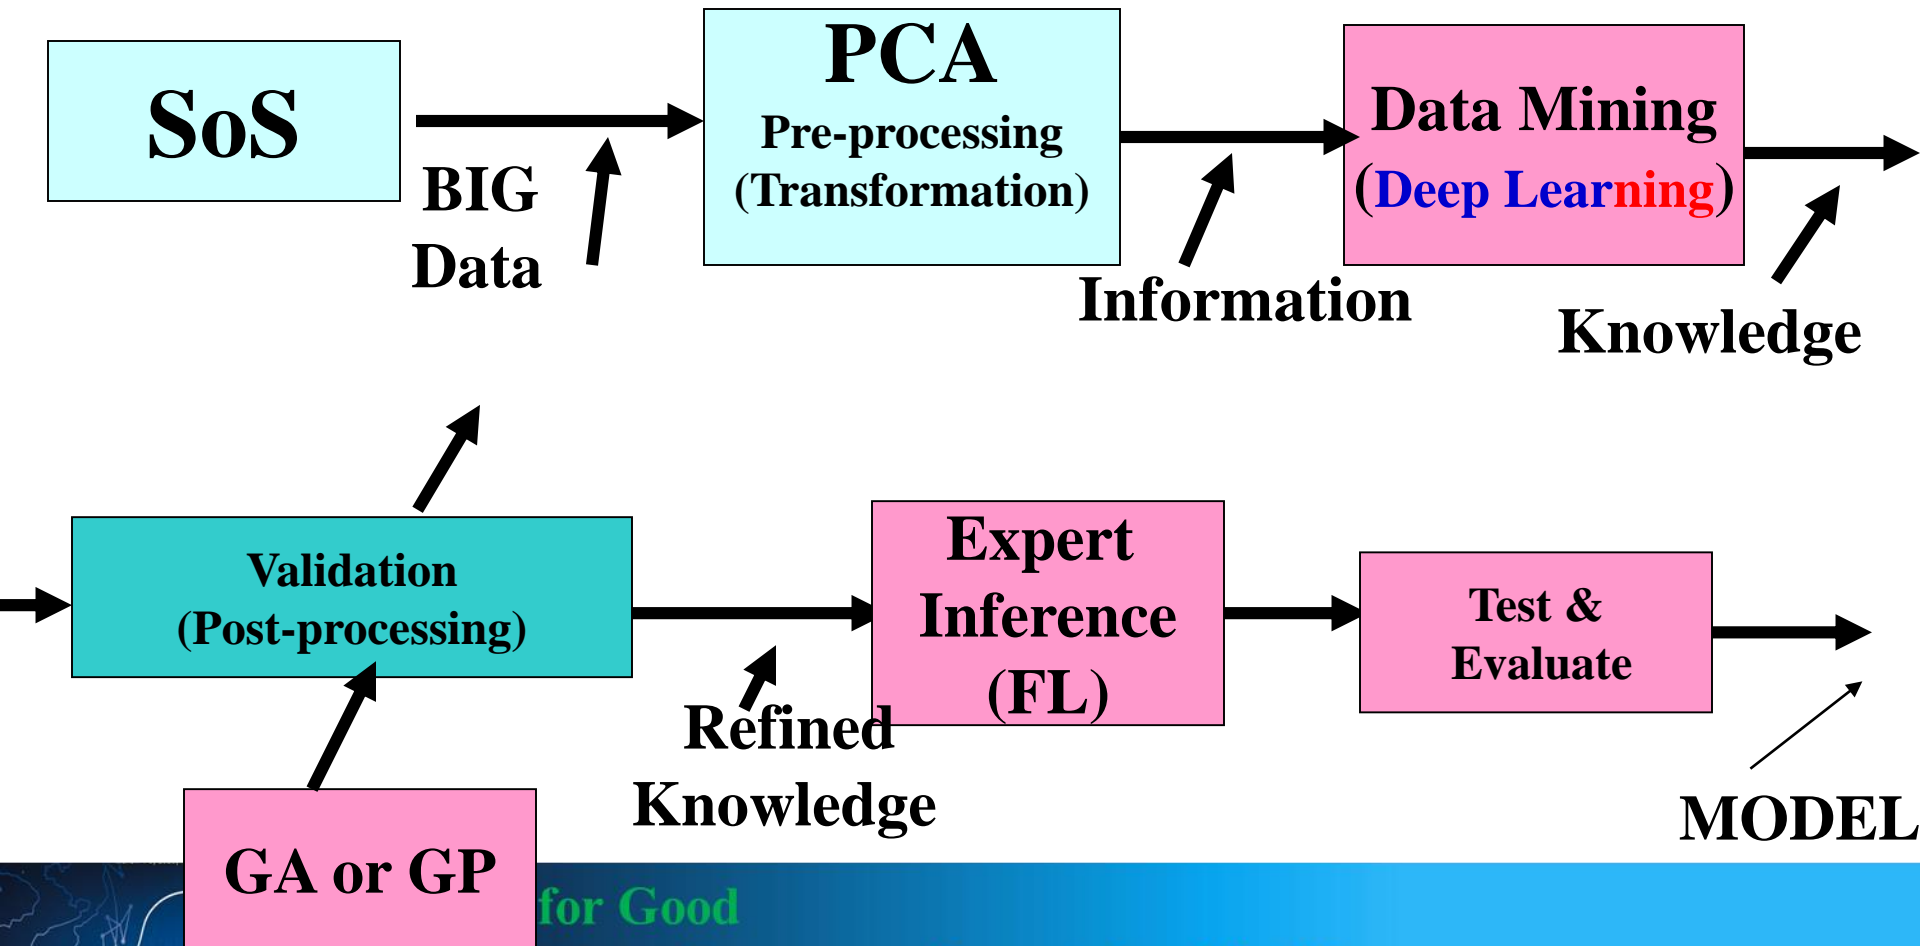 SoS
BIG
Data
PCA
Pre-processing
(Transformation)
Information
Data Mining
(Deep Learning)
Knowledge
Validation
(Post-processing)
GA or GP
Refined
Knowledge
Expert
Inference
(FL)
Test &
Evaluate
MODEL
for Good